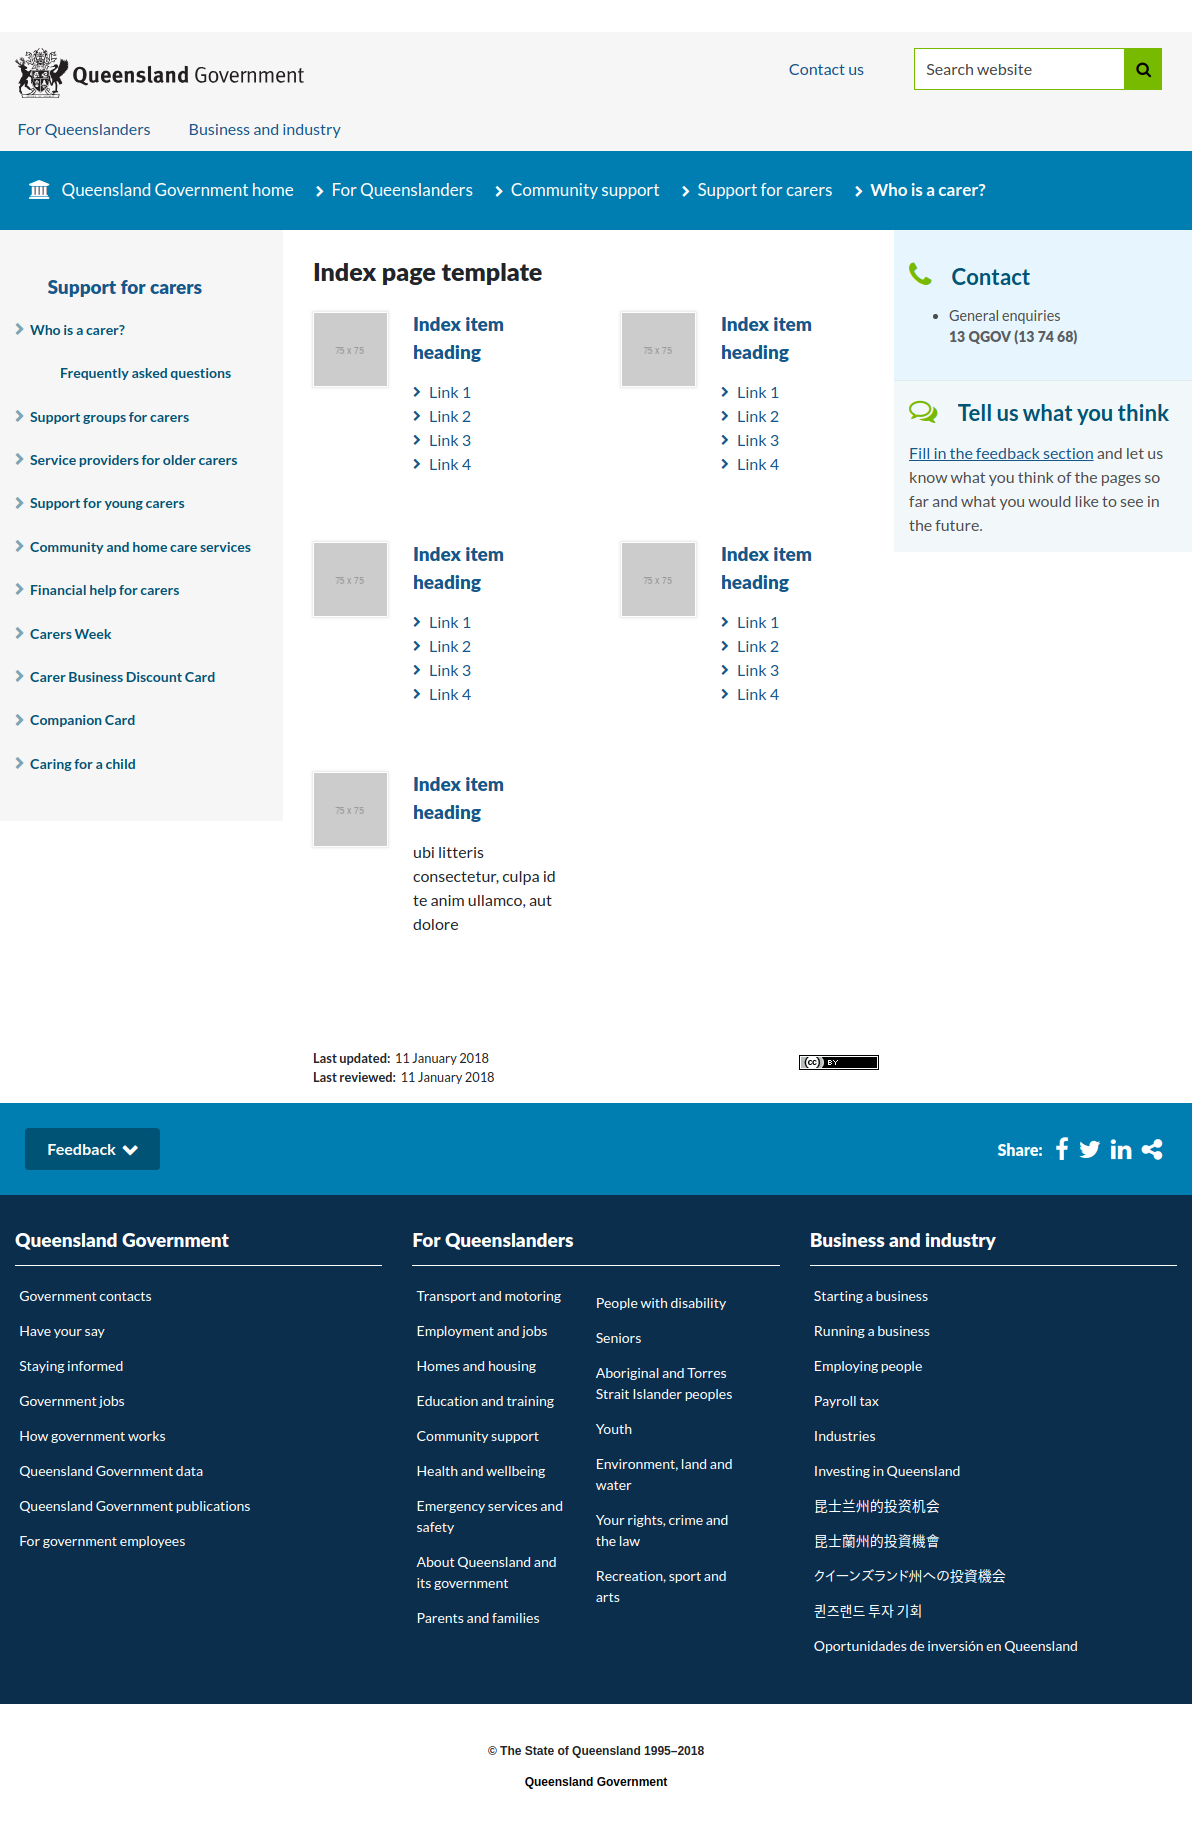 Queensland Government
Contact us
Search website
For Queenslanders
Business and industry
Queensland Government home
For Queenslanders
Community support
Support for carers
Who is a carer?
Support for carers
Who is a carer?
Frequently asked questions
Support groups for carers
Service providers for older carers
Support for young carers
Community and home care services
Financial help for carers
Carers Week
Carer Business Discount Card
Companion Card
Caring for a child
Index page template
75 x 75
Index item
heading
Link 1
Link 2
Link 3
Link 4
75 x 75
Index item
heading
Link 1
Link 2
Link 3
Link 4
75 x 75
Index item
heading
Link 1
Link 2
Link 3
Link 4
75 x 75
Index item
heading
Link 1
Link 2
Link 3
Link 4
75 x 75
Index item
heading
ubi litteris
consectetur, culpa id
te anim ullamco, aut
dolore
Last updated: 11 January 2018
Last reviewed: 11 January 2018
cc BY
Contact
General enquiries
13 QGOV (13 74 68)
Tell us what you think
Fill in the feedback section and let us
know what you think of the pages so
far and what you would like to see in
the future.
Feedback
Share:
Queensland Government
Government contacts
Have your say
Staying informed
Government jobs
How government works
Queensland Government data
Queensland Government publications
For government employees
For Queenslanders
Transport and motoring
Employment and jobs
Homes and housing
Education and training
Community support
Health and wellbeing
Emergency services and
safety
About Queensland and
its government
Parents and families
People with disability
Seniors
Aboriginal and Torres
Strait Islander peoples
Youth
Environment, land and
water
Your rights, crime and
the law
Recreation, sport and
arts
Business and industry
Starting a business
Running a business
Employing people
Payroll tax
Industries
Investing in Queensland
昆士兰州的投资机会
昆士蘭州的投資機會
クイーンズランド州への投資機会
퀸즈랜드 투자 기회
Oportunidades de inversión en Queensland
© The State of Queensland 1995–2018
Queensland Government